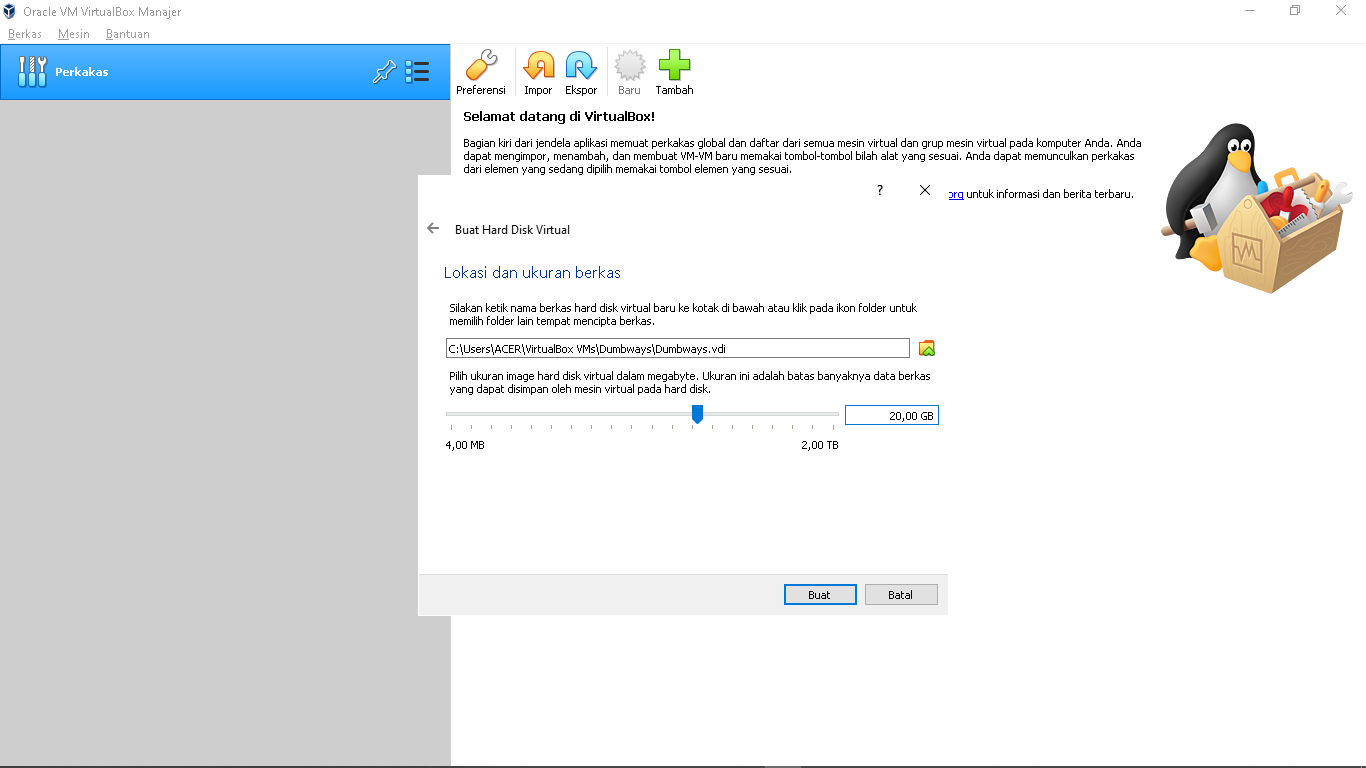 Oracle VM VirtualBox Manajer
Berkas Mesin Bantuan
Perkakas
Preferensi Impor Ekspor Baru Tambah
Selamat datang di VirtualBox!
Bagian kiri dari jendela aplikasi memuat perkakas global dan daftar dari semua mesin virtual dan grup mesin virtual pada komputer Anda. Anda
dapat mengimpor, menambah, dan membuat VM-VM baru memakai tombol-tombol bilah alat yang sesuai. Anda dapat memunculkan perkakas
dari elemen yang sedang dipilih memakai tombol elemen yang sesuai.
org untuk informasi dan berita terbaru.
?
Buat Hard Disk Virtual
Lokasi dan ukuran berkas
Silakan ketik nama berkas hard disk virtual baru ke kotak di bawah atau klik pada ikon folder untuk
memilih folder lain tempat mencipta berkas.
C:\Users\ACER\VirtualBox VMs\Dumbways\Dumbways.vdi
Pilih ukuran image hard disk virtual dalam megabyte. Ukuran ini adalah batas banyaknya data berkas
yang dapat disimpan oleh mesin virtual pada hard disk.
20,00 GB
4,00 MB 2,00 TB
Buat Batal